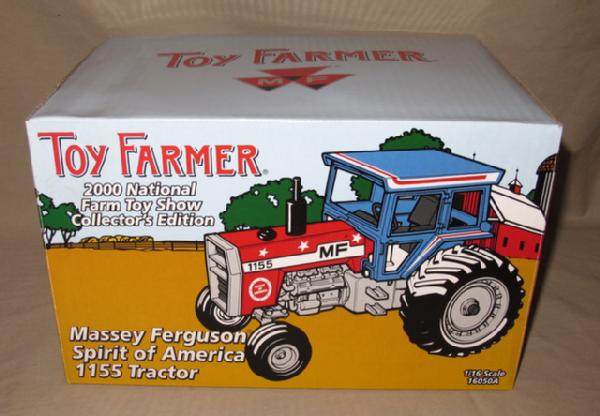 TOY FARMER
MF
TOY FARMER®
2000 National
Farm Toy Show
Collector's Edition
1155
MF
Massey Ferguson
Spirit of America
1155 Tractor
1/16 Scale
16050A